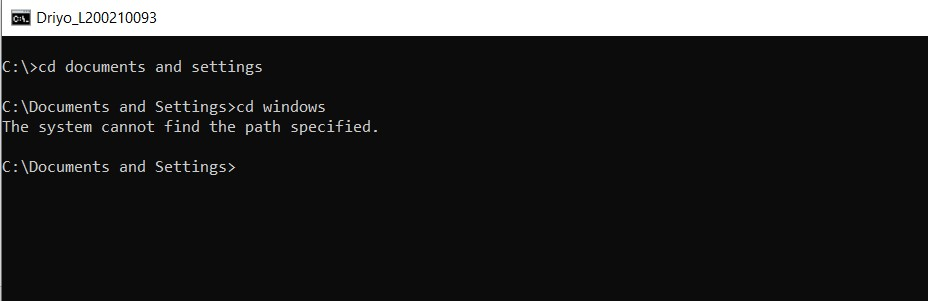 Driyo_L200210093
C:\>cd documents and settings
C:\Documents and Settings>cd windows
The system cannot find the path specified.
C:\Documents and Settings>